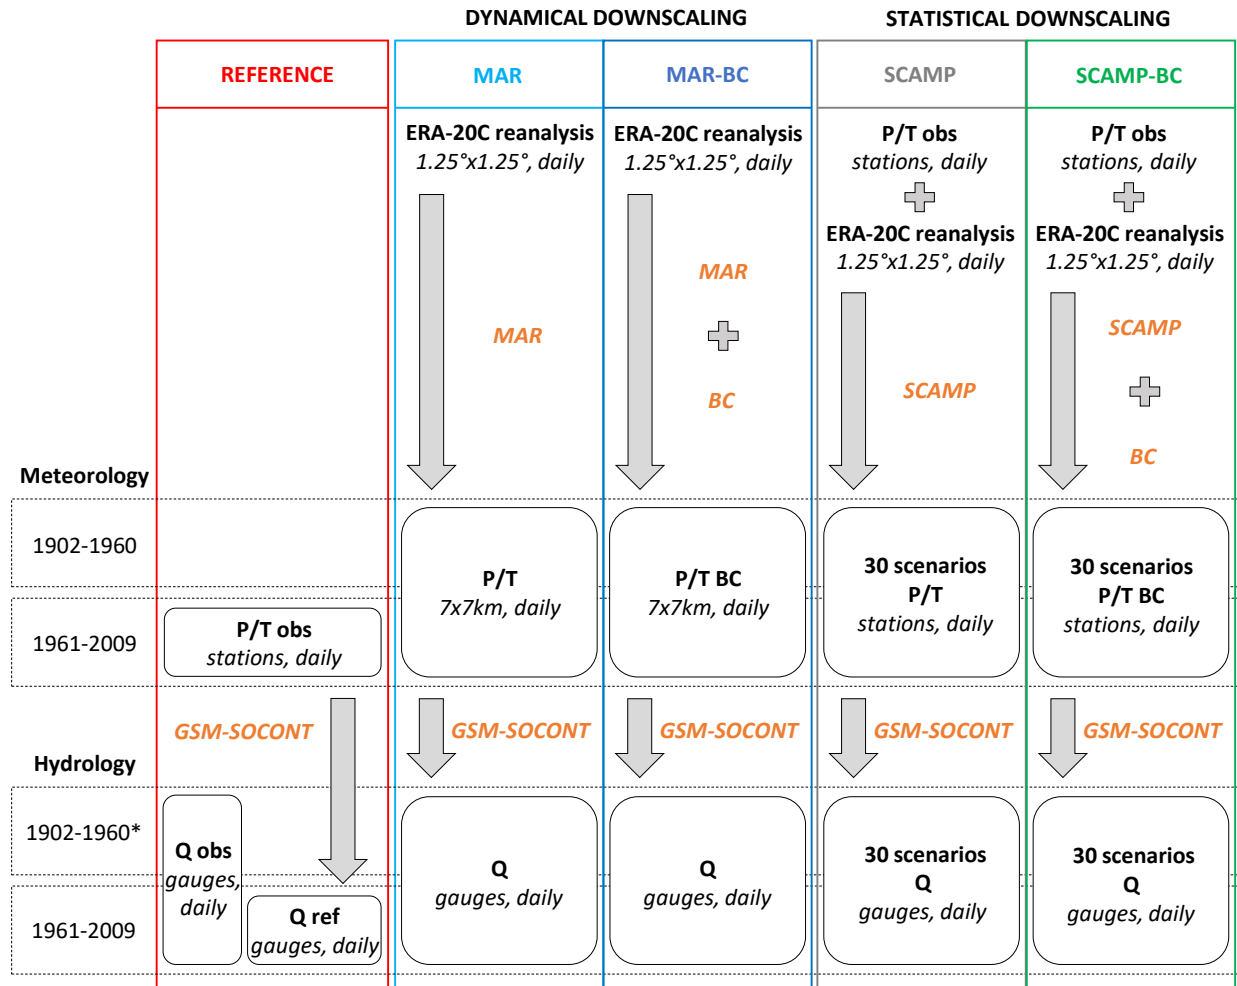 DYNAMICAL DOWNSCALING
STATISTICAL DOWNSCALING
REFERENCE
MAR
MAR-BC
SCAMP
SCAMP-BC
ERA-20C reanalysis
1.25°x1.25°, daily
MAR
ERA-20C reanalysis
1.25°x1.25°, daily
MAR
BC
P/T obs
stations, daily
ERA-20C reanalysis
1.25°x1.25°, daily
SCAMP
P/T obs
stations, daily
ERA-20C reanalysis
1.25°x1.25°, daily
SCAMP
BC
Meteorology
1902-1960
1961-2009
P/T obs
stations, daily
P/T
7x7km, daily
P/T BC
7x7km, daily
30 scenarios
P/T
stations, daily
30 scenarios
P/T BC
stations, daily
GSM-SOCONT
GSM-SOCONT
GSM-SOCONT
GSM-SOCONT
GSM-SOCONT
Hydrology
1902-1960*
1961-2009
Q obs
gauges,
daily
Q ref
gauges, daily
Q
gauges, daily
Q
gauges, daily
30 scenarios
Q
gauges, daily
30 scenarios
Q
gauges, daily